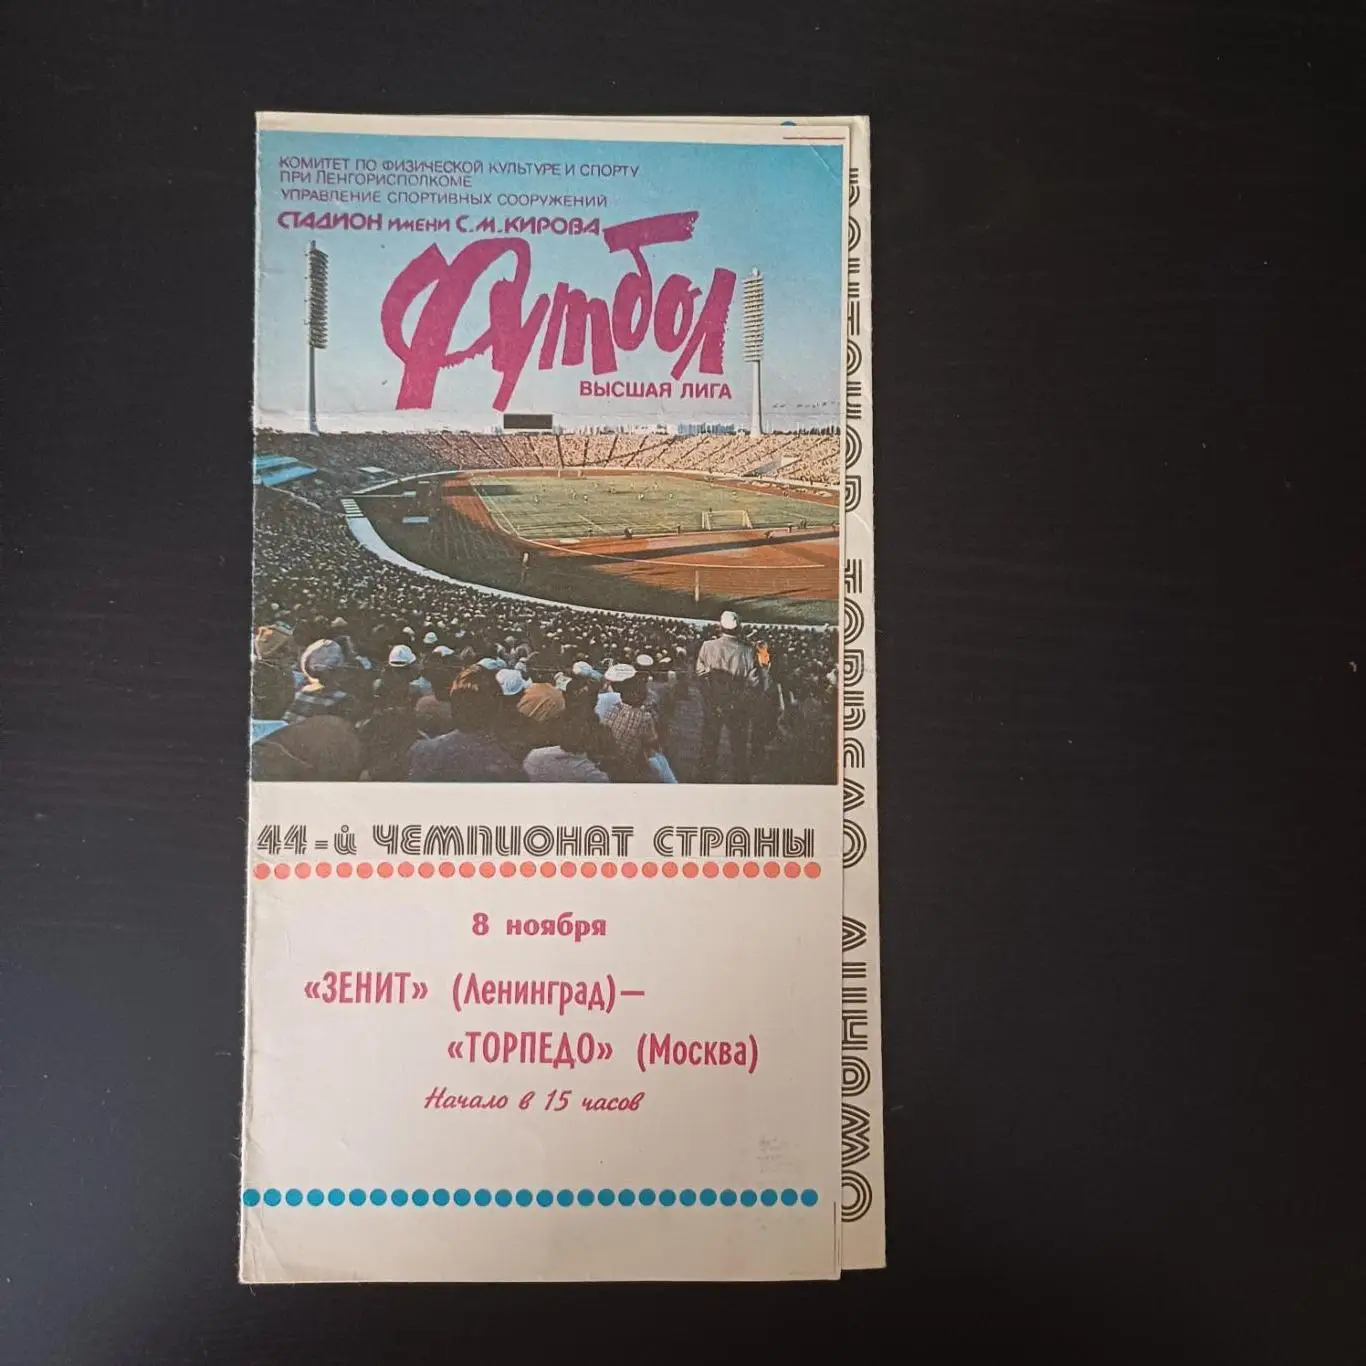 КОМИТЕТ ПО ФИЗИЧЕСКОЙ КУЛЬТУРЕ И СПОРТУ
ПРИ ЛЕНГОРИСПОЛКОМЕ
УПРАВЛЕНИЕ СПОРТИВНЫХ СООРУЖЕНИЙ
СТАДИОН ИМЕНИ С.М.КИРОВА
Футбол
ВЫСШАЯ ЛИГА
44-й ЧЕМПИОНАТ СТРАНЫ
8 ноября
«ЗЕНИТ» (Ленинград)—
«ТОРПЕДО» (Москва)
Начало в 15 часов